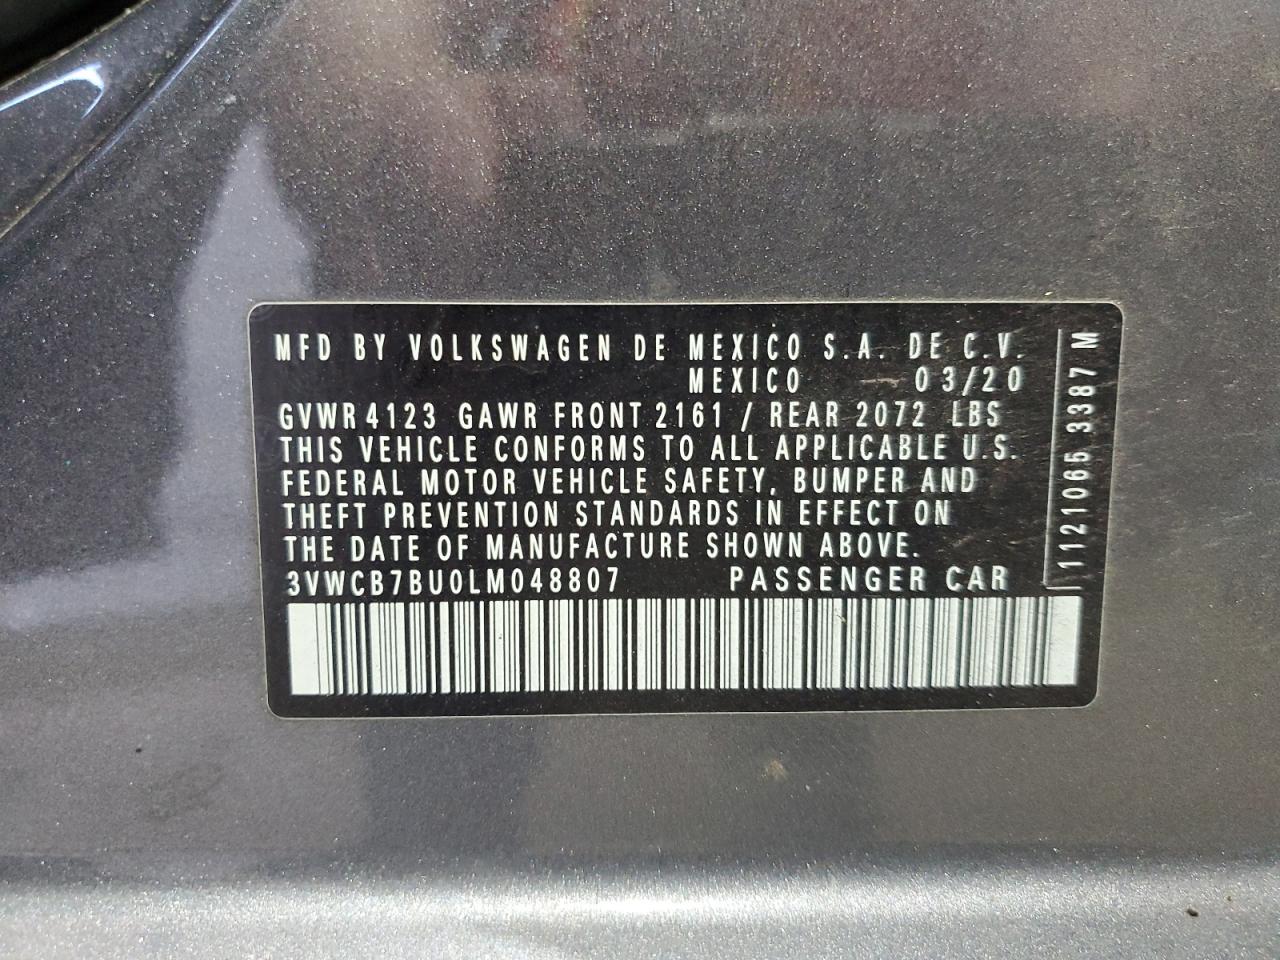 MFD BY VOLKSWAGEN DE MEXICO S.A. DE C.V.
MEXICO 03/20
GVWR 4123 GAWR FRONT 2161 / REAR 2072 LBS
THIS VEHICLE CONFORMS TO ALL APPLICABLE U.S.
FEDERAL MOTOR VEHICLE SAFETY, BUMPER AND
THEFT PREVENTION STANDARDS IN EFFECT ON
THE DATE OF MANUFACTURE SHOWN ABOVE.
3VWCB7BU0LM048807 PASSENGER CAR
1121065 3387 M